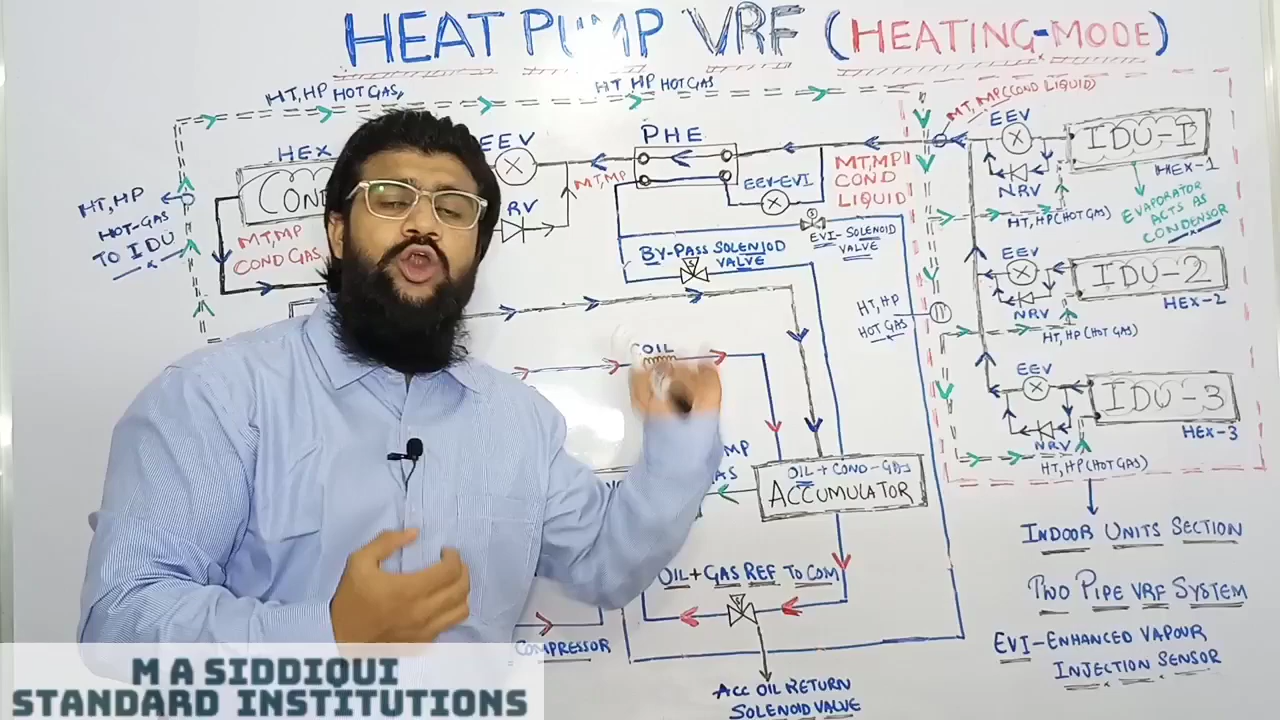 HEAT PUMP VRF (HEATING-MODE)
HT, HP HOT GAS,
HT, HP HOT GAS
MT, MP(COND LIQUID)
HEX
EEV
PHE
EEV
IDU-1
HEX-1
NRV
MT, MP
MT, MP
COND
LIQUID
EEV-EVI
RV
EVI-SOLENOID
VALVE
HT, HP(HOT GAS)
EVAPORATOR
ACTS AS
CONDENSOR
HT, HP
HOT-GAS
TO IDU
MT, MP
COND GAS
BY-PASS SOLENIOD
VALVE
EEV
IDU-2
HEX-2
NRV
HT, HP
HOT GAS
HT, HP(HOT GAS)
COIL
EEV
IDU-3
HEX-3
NRV
HT, HP(HOT GAS)
MP
OIL + COND-GAS
ACCUMULATOR
INDOOR UNITS SECTION
OIL+GAS REF TO COM
TWO PIPE VRF SYSTEM
COMPRESSOR
EVI-ENHANCED VAPOUR
INJECTION SENSOR
ACC OIL RETURN
SOLENOID VALVE
M A SIDDIQUI
STANDARD INSTITUTIONS